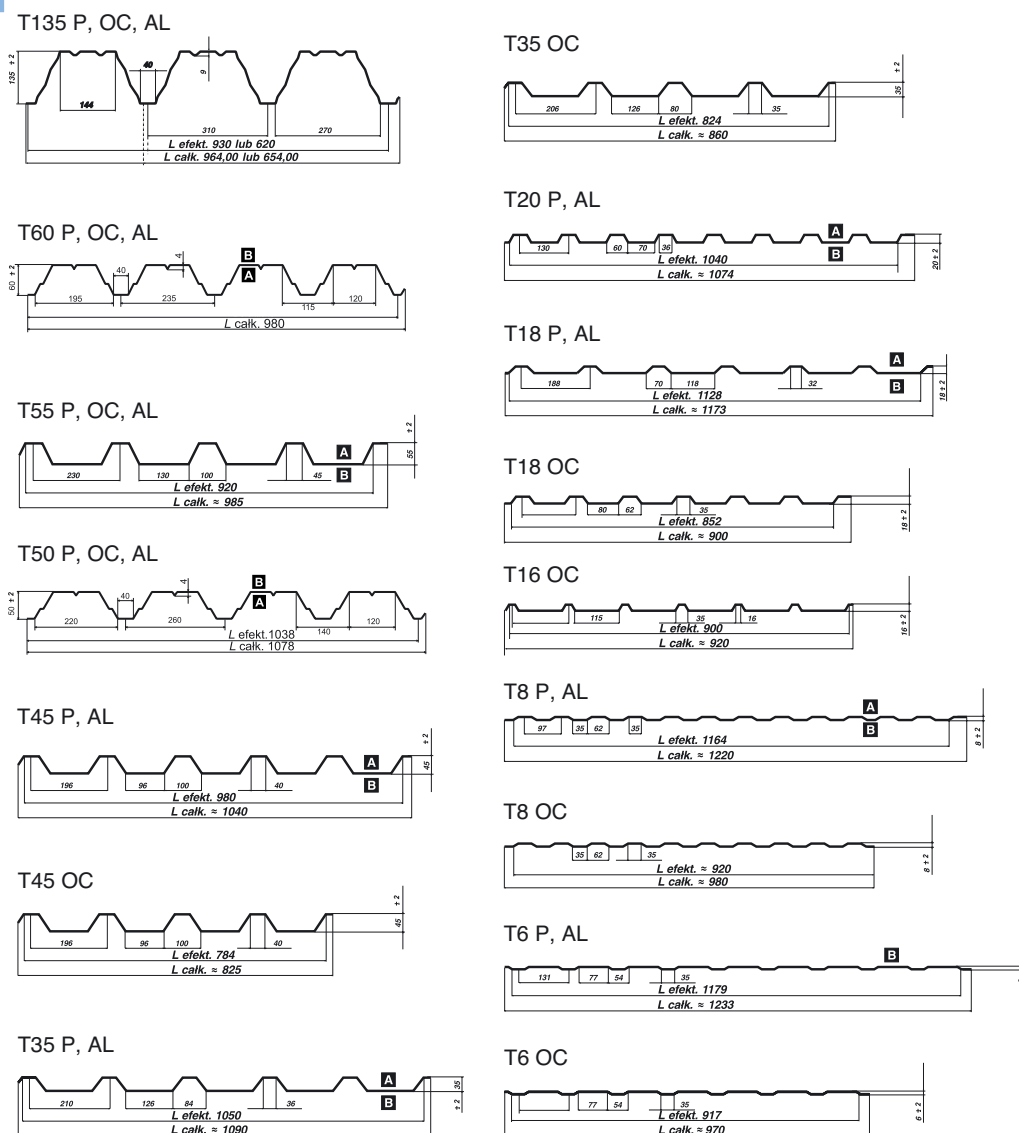 T135 P, OC, AL
135 ± 2
144
40
9
310
270
L efekt. 930 lub 620
L całk. 964,00 lub 654,00
T60 P, OC, AL
60 ± 2
40
4
B
A
195
235
115
120
L całk. 980
T55 P, OC, AL
55 ± 2
230
130
100
45
A
B
L efekt. 920
L całk. ≈ 985
T50 P, OC, AL
50 ± 2
40
4
B
A
220
260
140
120
L efekt.1038
L całk. 1078
T45 P, AL
45 ± 2
196
96
100
40
A
B
L efekt. 980
L całk. ≈ 1040
T45 OC
45 ± 2
196
96
100
40
L efekt. 784
L całk. ≈ 825
T35 P, AL
35 ± 2
210
126
84
36
A
B
L efekt. 1050
L całk. ≈ 1090
T35 OC
35 ± 2
206
126
80
35
L efekt. 824
L całk. ≈ 860
T20 P, AL
20 ± 2
130
60
70
36
A
B
L efekt. 1040
L całk. ≈ 1074
T18 P, AL
18 ± 2
188
70
118
32
A
B
L efekt. 1128
L całk. ≈ 1173
T18 OC
18 ± 2
80
62
35
L efekt. 852
L całk. ≈ 900
T16 OC
16 ± 2
115
35
16
L efekt. 900
L całk. ≈ 920
T8 P, AL
8 ± 2
97
35
62
35
A
B
L efekt. 1164
L całk. ≈ 1220
T8 OC
8 ± 2
35
62
35
L efekt. ≈ 920
L całk. ≈ 980
T6 P, AL
131
77
54
35
B
L efekt. 1179
L całk. ≈ 1233
T6 OC
6 ± 2
77
54
35
L efekt. 917
L całk. ≈ 970